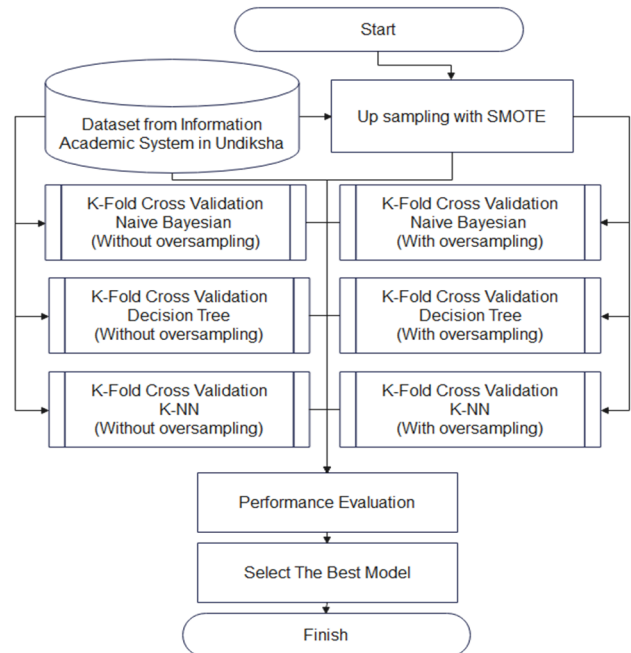 Start
Dataset from Information
Academic System in Undiksha
Up sampling with SMOTE
K-Fold Cross Validation
Naive Bayesian
(Without oversampling)
K-Fold Cross Validation
Naive Bayesian
(With oversampling)
K-Fold Cross Validation
Decision Tree
(Without oversampling)
K-Fold Cross Validation
Decision Tree
(With oversampling)
K-Fold Cross Validation
K-NN
(Without oversampling)
K-Fold Cross Validation
K-NN
(With oversampling)
Performance Evaluation
Select The Best Model
Finish